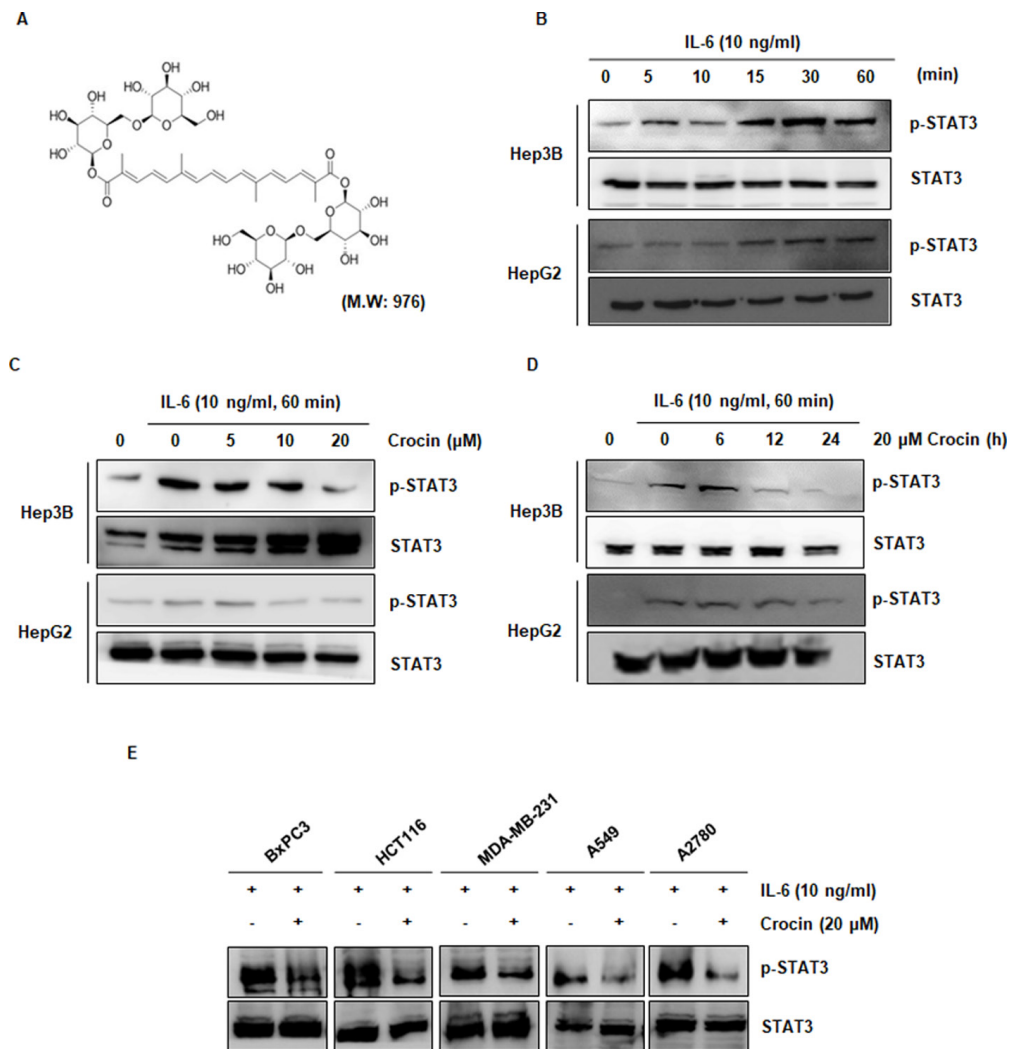 A
OH
OH
HO
OH
OH
HO
O
O
O
OH
HO
O
HO
O
O
O
O
O
OH
HO
O
O
O
OH
HO
OH
OH
OH
(M.W: 976)
B
IL-6 (10 ng/ml)
0 5 10 15 30 60 (min)
Hep3B
p-STAT3
STAT3
HepG2
p-STAT3
STAT3
C
IL-6 (10 ng/ml, 60 min)
0 0 5 10 20 Crocin (µM)
Hep3B
p-STAT3
STAT3
HepG2
p-STAT3
STAT3
D
IL-6 (10 ng/ml, 60 min)
0 0 6 12 24 20 µM Crocin (h)
Hep3B
p-STAT3
STAT3
HepG2
p-STAT3
STAT3
E
BxPC3 HCT116 MDA-MB-231 A549 A2780
+ + + + + + + + + + IL-6 (10 ng/ml)
- + - + - + - + - + Crocin (20 µM)
p-STAT3
STAT3